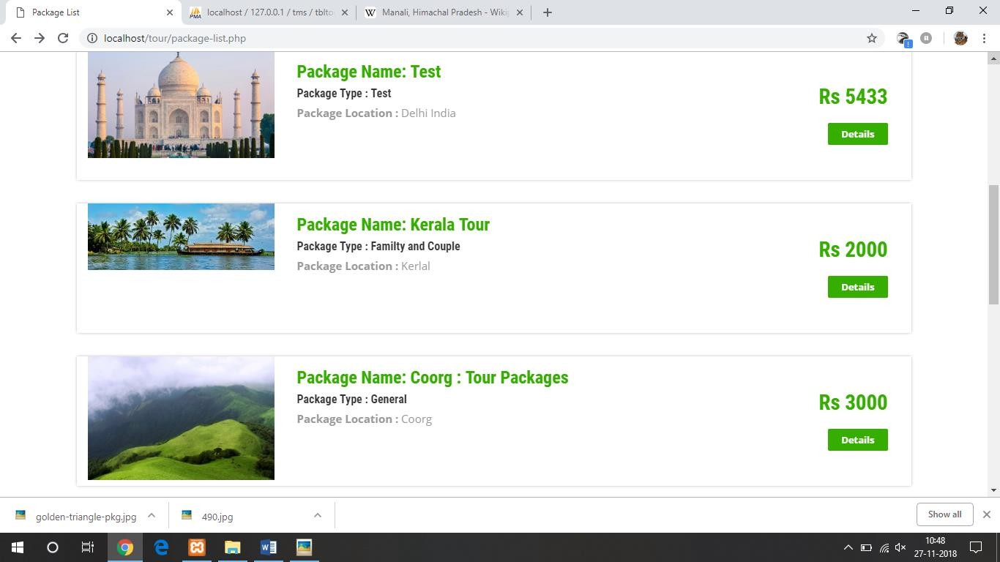 Package List
localhost / 127.0.0.1 / tms / tblto
Manali, Himachal Pradesh - Wiki
localhost/tour/package-list.php
Package Name: Test
Package Type : Test
Package Location : Delhi India
Rs 5433
Details
Package Name: Kerala Tour
Package Type : Familty and Couple
Package Location : Kerlal
Rs 2000
Details
Package Name: Coorg : Tour Packages
Package Type : General
Package Location : Coorg
Rs 3000
Details
golden-triangle-pkg.jpg
490.jpg
Show all
10:48
27-11-2018